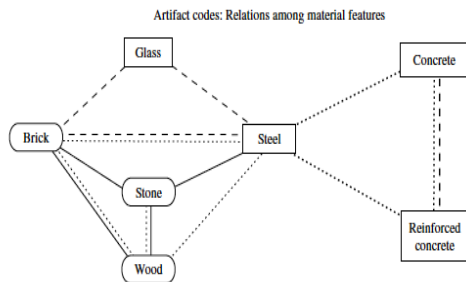 Artifact codes: Relations among material features
Glass
Concrete
Brick
Steel
Stone
Reinforced
concrete
Wood